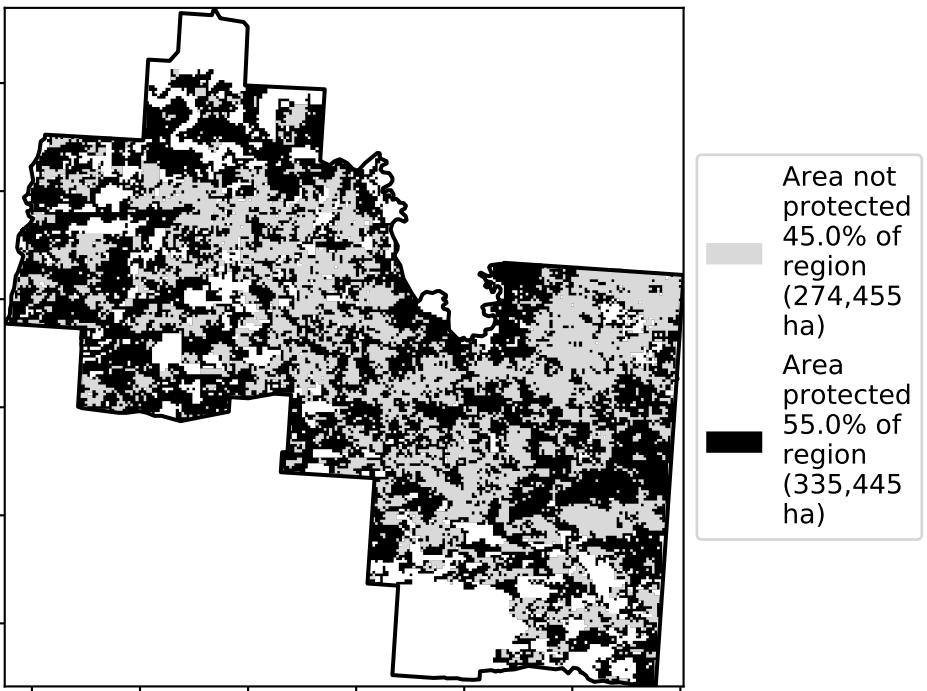 Area not
protected
45.0% of
region
(274,455
ha)
Area
protected
55.0% of
region
(335,445
ha)